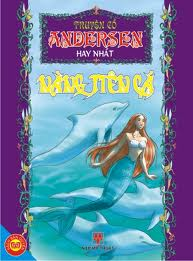 TRUYỆN CỔ
ANDERSEN
HAY NHẤT
NÀNG TIÊN CÁ